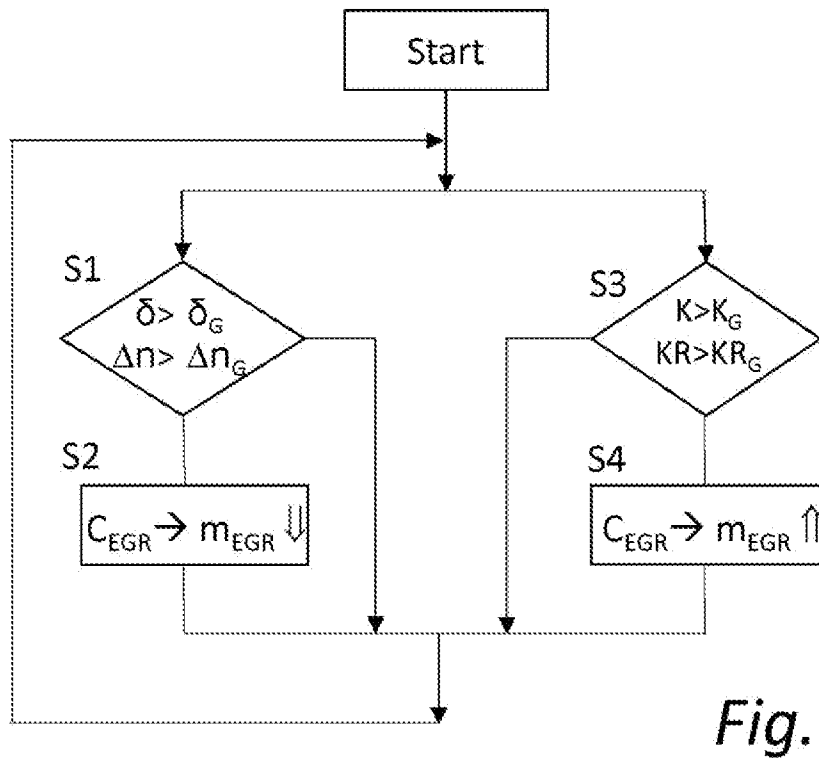 Start
S1
δ> δG
Δn> ΔnG
S3
K>KG
KR>KRG
S2
CEGR → mEGR ⇓
S4
CEGR → mEGR ⇑
Fig.